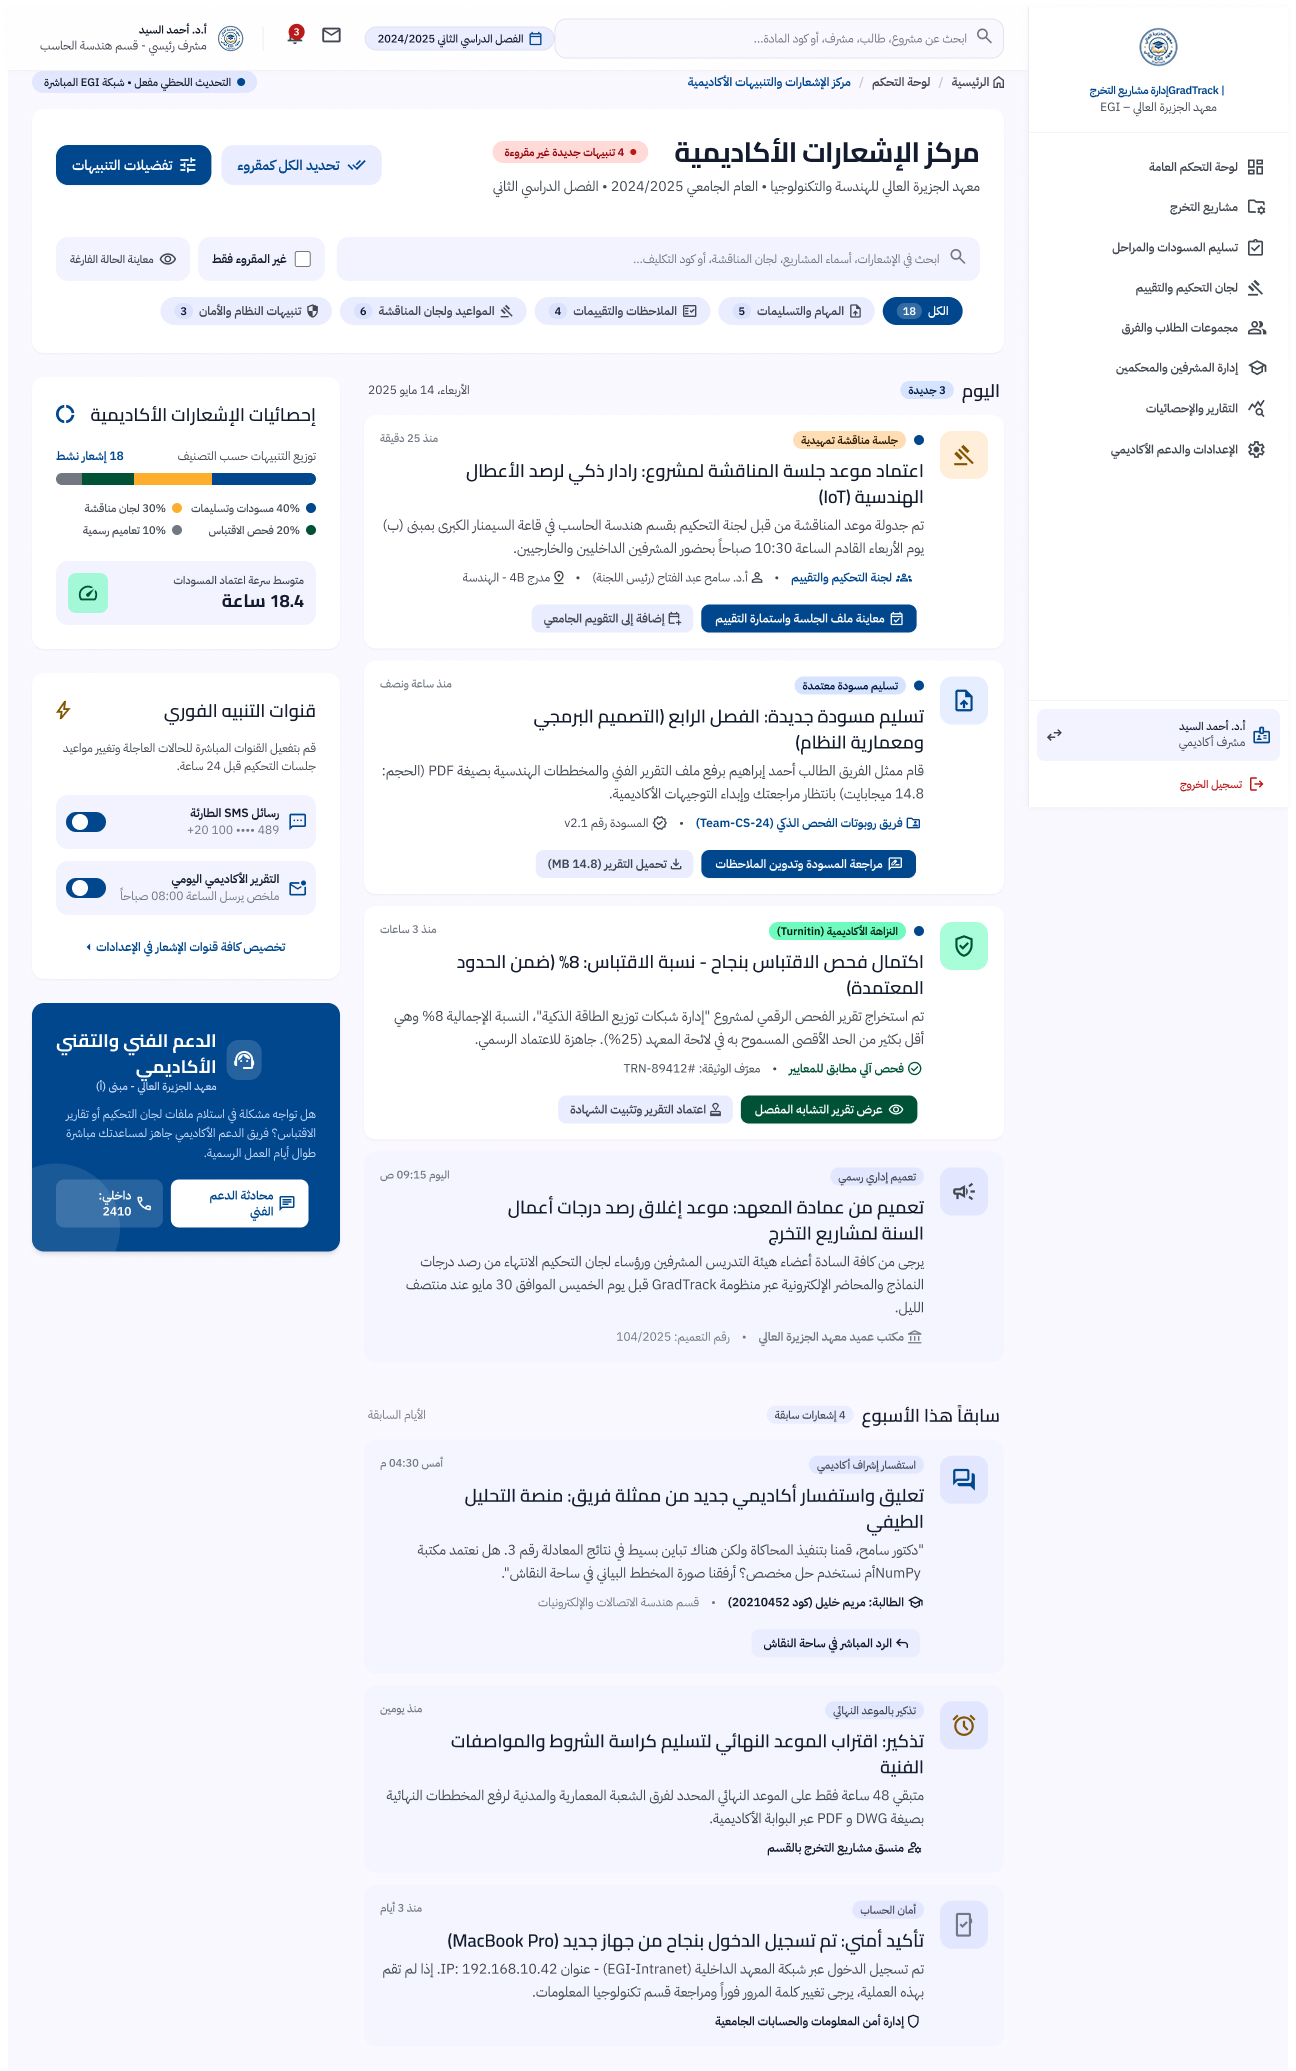 | GradTrackإدارة مشاريع التخرج
معهد الجزيرة العالي – EGI
لوحة التحكم العامة
مشاريع التخرج
تسليم المسودات والمراحل
لجان التحكيم والتقييم
مجموعات الطلاب والفرق
إدارة المشرفين والمحكمين
التقارير والإحصائيات
الإعدادات والدعم الأكاديمي
أ.د. أحمد السيد
مشرف أكاديمي
تسجيل الخروج
ابحث عن مشروع، طالب، مشرف، أو كود المادة...
الفصل الدراسي الثاني 2024/2025
3
أ.د. أحمد السيد
مشرف رئيسي - قسم هندسة الحاسب
الرئيسية / لوحة التحكم / مركز الإشعارات والتنبيهات الأكاديمية
التحديث اللحظي مفعل • شبكة EGI المباشرة
مركز الإشعارات الأكاديمية
4 تنبيهات جديدة غير مقروءة
معهد الجزيرة العالي للهندسة والتكنولوجيا • العام الجامعي 2024/2025 • الفصل الدراسي الثاني
تحديد الكل كمقروء
تفضيلات التنبيهات
ابحث في الإشعارات، أسماء المشاريع، لجان المناقشة، أو كود التكليف...
غير المقروء فقط
معاينة الحالة الفارغة
الكل 18
المهام والتسليمات 5
الملاحظات والتقييمات 4
المواعيد ولجان المناقشة 6
تنبيهات النظام والأمان 3
اليوم
3 جديدة
الأربعاء، 14 مايو 2025
جلسة مناقشة تمهيدية
منذ 25 دقيقة
اعتماد موعد جلسة المناقشة لمشروع: رادار ذكي لرصد الأعطال
الهندسية (IoT)
تم جدولة موعد المناقشة من قبل لجنة التحكيم بقسم هندسة الحاسب في قاعة السيمنار الكبرى بمبنى (ب)
يوم الأربعاء القادم الساعة 10:30 صباحاً بحضور المشرفين الداخليين والخارجيين.
لجنة التحكيم والتقييم • أ.د. سامح عبد الفتاح (رئيس اللجنة) • مدرج 4B - الهندسة
معاينة ملف الجلسة واستمارة التقييم
إضافة إلى التقويم الجامعي
تسليم مسودة معتمدة
منذ ساعة ونصف
تسليم مسودة جديدة: الفصل الرابع (التصميم البرمجي
ومعمارية النظام)
قام ممثل الفريق الطالب أحمد إبراهيم برفع ملف التقرير الفني والمخططات الهندسية بصيغة PDF (الحجم:
14.8 ميجابايت) بانتظار مراجعتك وإبداء التوجيهات الأكاديمية.
فريق روبوتات الفحص الذكي (Team-CS-24) • المسودة رقم v2.1
مراجعة المسودة وتدوين الملاحظات
تحميل التقرير (14.8 MB)
النزاهة الأكاديمية (Turnitin)
منذ 3 ساعات
اكتمال فحص الاقتباس بنجاح - نسبة الاقتباس: 8% (ضمن الحدود
المعتمدة)
تم استخراج تقرير الفحص الرقمي لمشروع "إدارة شبكات توزيع الطاقة الذكية"، النسبة الإجمالية 8% وهي
أقل بكثير من الحد الأقصى المسموح به في لائحة المعهد (25%). جاهزة للاعتماد الرسمي.
فحص آلي مطابق للمعايير • معرّف الوثيقة: #TRN-89412
عرض تقرير التشابه المفصل
اعتماد التقرير وتثبيت الشهادة
تعميم إداري رسمي
اليوم 09:15 ص
تعميم من عمادة المعهد: موعد إغلاق رصد درجات أعمال
السنة لمشاريع التخرج
يرجى من كافة السادة أعضاء هيئة التدريس المشرفين ورؤساء لجان التحكيم الانتهاء من رصد درجات
النماذج والمحاضر الإلكترونية عبر منظومة GradTrack قبل يوم الخميس الموافق 30 مايو عند منتصف
الليل.
مكتب عميد معهد الجزيرة العالي • رقم التعميم: 104/2025
سابقاً هذا الأسبوع
4 إشعارات سابقة
الأيام السابقة
استفسار إشراف أكاديمي
أمس 04:30 م
تعليق واستفسار أكاديمي جديد من ممثلة فريق: منصة التحليل
الطيفي
"دكتور سامح، قمنا بتنفيذ المحاكاة ولكن هناك تباين بسيط في نتائج المعادلة رقم 3. هل نعتمد مكتبة
NumPyأم نستخدم حل مخصص؟ أرفقنا صورة المخطط البياني في ساحة النقاش".
الطالبة: مريم خليل (كود 20210452) • قسم هندسة الاتصالات والإلكترونيات
الرد المباشر في ساحة النقاش
تذكير بالموعد النهائي
منذ يومين
تذكير: اقتراب الموعد النهائي لتسليم كراسة الشروط والمواصفات
الفنية
متبقي 48 ساعة فقط على الموعد النهائي المحدد لفرق الشعبة المعمارية والمدنية لرفع المخططات النهائية
بصيغة DWG و PDF عبر البوابة الأكاديمية.
منسق مشاريع التخرج بالقسم
أمان الحساب
منذ 3 أيام
تأكيد أمني: تم تسجيل الدخول بنجاح من جهاز جديد (MacBook Pro)
تم تسجيل الدخول عبر شبكة المعهد الداخلية (EGI-Intranet) - عنوان IP: 192.168.10.42. إذا لم تقم
بهذه العملية، يرجى تغيير كلمة المرور فوراً ومراجعة قسم تكنولوجيا المعلومات.
إدارة أمن المعلومات والحسابات الجامعية
إحصائيات الإشعارات الأكاديمية
توزيع التنبيهات حسب التصنيف
18 إشعار نشط
40% مسودات وتسليمات
30% لجان مناقشة
20% فحص الاقتباس
10% تعاميم رسمية
متوسط سرعة اعتماد المسودات
18.4 ساعة
قنوات التنبيه الفوري
قم بتفعيل القنوات المباشرة للحالات العاجلة وتغيير مواعيد
جلسات التحكيم قبل 24 ساعة.
رسائل SMS الطارئة
+20 100 •••• 489
التقرير الأكاديمي اليومي
ملخص يرسل الساعة 08:00 صباحاً
تخصيص كافة قنوات الإشعار في الإعدادات
الدعم الفني والتقني
الأكاديمي
معهد الجزيرة العالي - مبنى (أ)
هل تواجه مشكلة في استلام ملفات لجان التحكيم أو تقارير
الاقتباس؟ فريق الدعم الأكاديمي جاهز لمساعدتك مباشرة
طوال أيام العمل الرسمية.
محادثة الدعم
الفني
داخلي:
2410